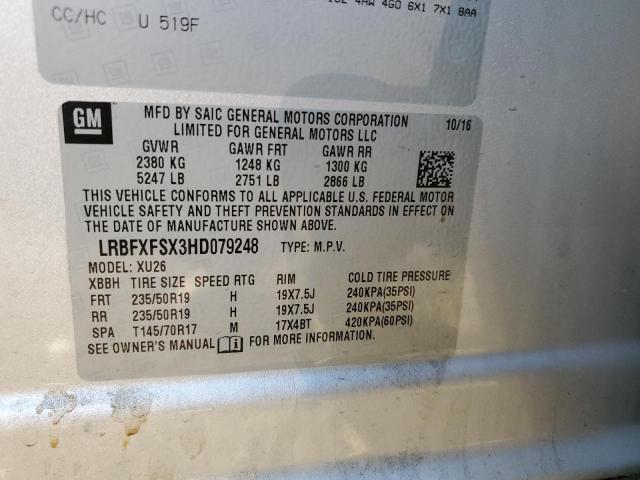 4AW 4G0 6X1 7X1 8AA
CC/HC U 519F
GM
MFD BY SAIC GENERAL MOTORS CORPORATION
LIMITED FOR GENERAL MOTORS LLC
10/16
GVWR GAWR FRT GAWR RR
2380 KG 1248 KG 1300 KG
5247 LB 2751 LB 2866 LB
THIS VEHICLE CONFORMS TO ALL APPLICABLE U.S. FEDERAL MOTOR
VEHICLE SAFETY AND THEFT PREVENTION STANDARDS IN EFFECT ON
THE DATE OF MANUFACTURE SHOWN ABOVE.
LRBFXFSX3HD079248 TYPE: M.P.V.
MODEL: XU26
XBBH TIRE SIZE SPEED RTG RIM COLD TIRE PRESSURE
FRT 235/50R19 H 19X7.5J 240KPA(35PSI)
RR 235/50R19 H 19X7.5J 240KPA(35PSI)
SPA T145/70R17 M 17X4BT 420KPA(60PSI)
SEE OWNER'S MANUAL FOR MORE INFORMATION.